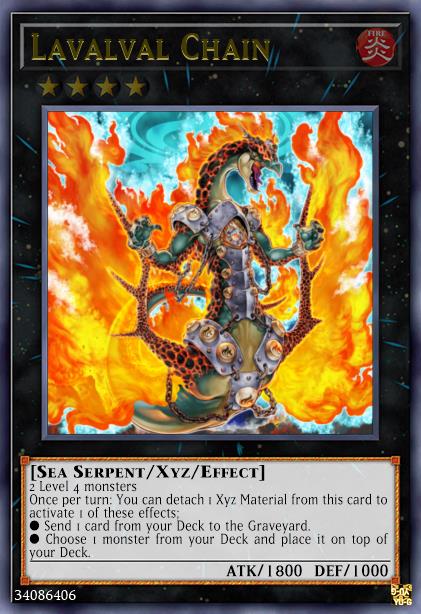 LAVALVAL CHAIN
FIRE
炎
[SEA SERPENT/XYZ/EFFECT]
2 Level 4 monsters
Once per turn: You can detach 1 Xyz Material from this card to
activate 1 of these effects;
● Send 1 card from your Deck to the Graveyard.
● Choose 1 monster from your Deck and place it on top of
your Deck.
ATK/1800 DEF/1000
34086406